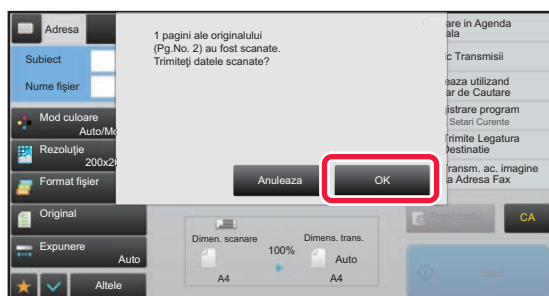 Adresa
Subiect
Nume fişier
Mod culoare
Rezoluţie
Format fişier
Original
Expunere
Auto
Altele
1 pagini ale originalului
(Pg.No. 2) au fost scanate.
Trimiteţi datele scanate?
Anuleaza
OK
Dimen. scanare
A4
100%
Dimens. trans.
Auto
A4
are in Agenda
ala
c Transmisii
eaza utilizand
ar de Cautare
istrare program
Setari Curente
Trimite Legatura
Destinatie
Transm. ac. imagine
a Adresa Fax
CA
Start